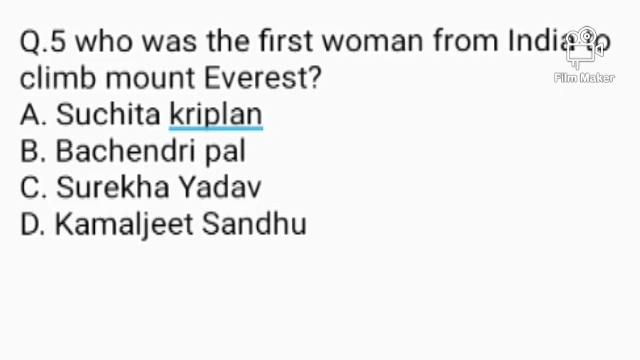 Q.5 who was the first woman from India to
climb mount Everest?
Film Maker
A. Suchita kriplan
B. Bachendri pal
C. Surekha Yadav
D. Kamaljeet Sandhu